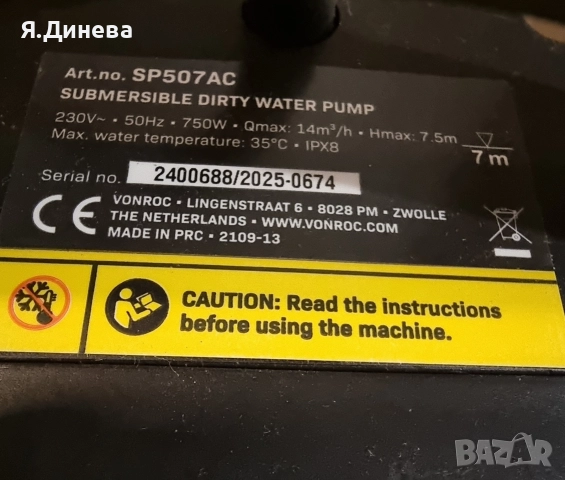 Я.Динева
Art.no. SP507AC
SUBMERSIBLE DIRTY WATER PUMP
230V~ • 50Hz • 750W • Qmax: 14m³/h • Hmax: 7.5m
Max. water temperature: 35°C • IPX8
7 m
Serial no. 2400688/2025-0674
CE
VONROC • LINGENSTRAAT 6 • 8028 PM • ZWOLLE
THE NETHERLANDS • WWW.VONROC.COM
MADE IN PRC • 2109-13
CAUTION: Read the instructions
before using the machine.
BAZAR